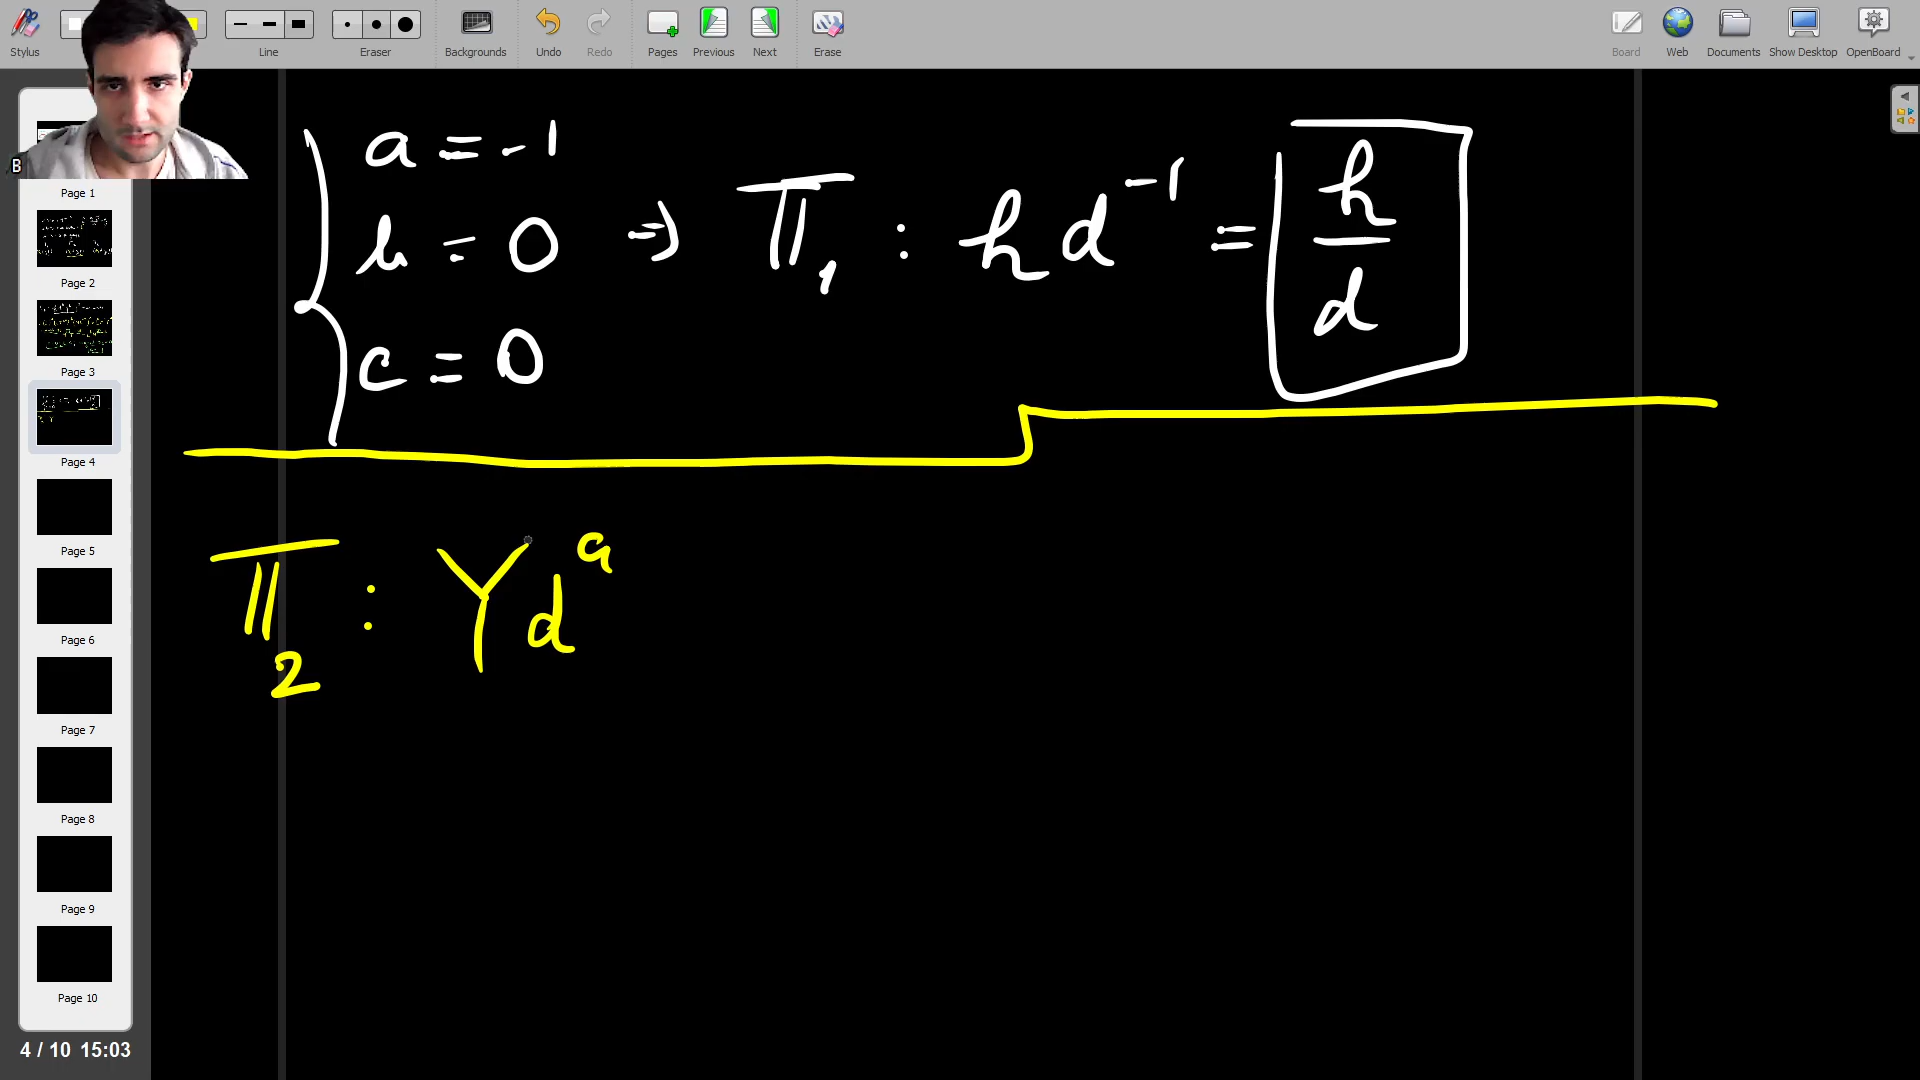 Stylus
Line
Eraser
Backgrounds
Undo
Redo
Pages
Previous
Next
Erase
Board
Web
Documents
Show Desktop
OpenBoard
B
Page 1
Page 2
Page 3
Page 4
Page 5
Page 6
Page 7
Page 8
Page 9
Page 10
4 / 10 15:03
a = -1
b = 0 → π₁ : h d⁻¹ = h/d
c = 0
π₂ : Y d^a